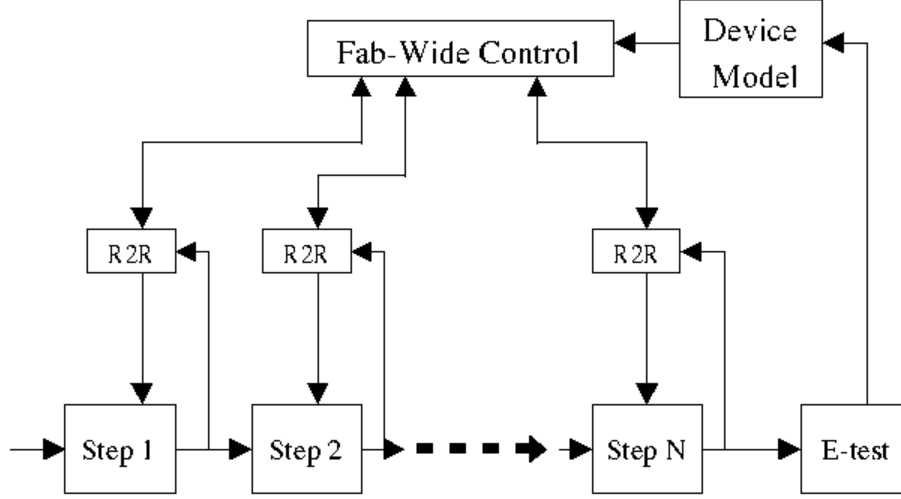 Device
Model
Fab-Wide Control
R2R
R2R
R2R
Step 1
Step 2
Step N
E-test